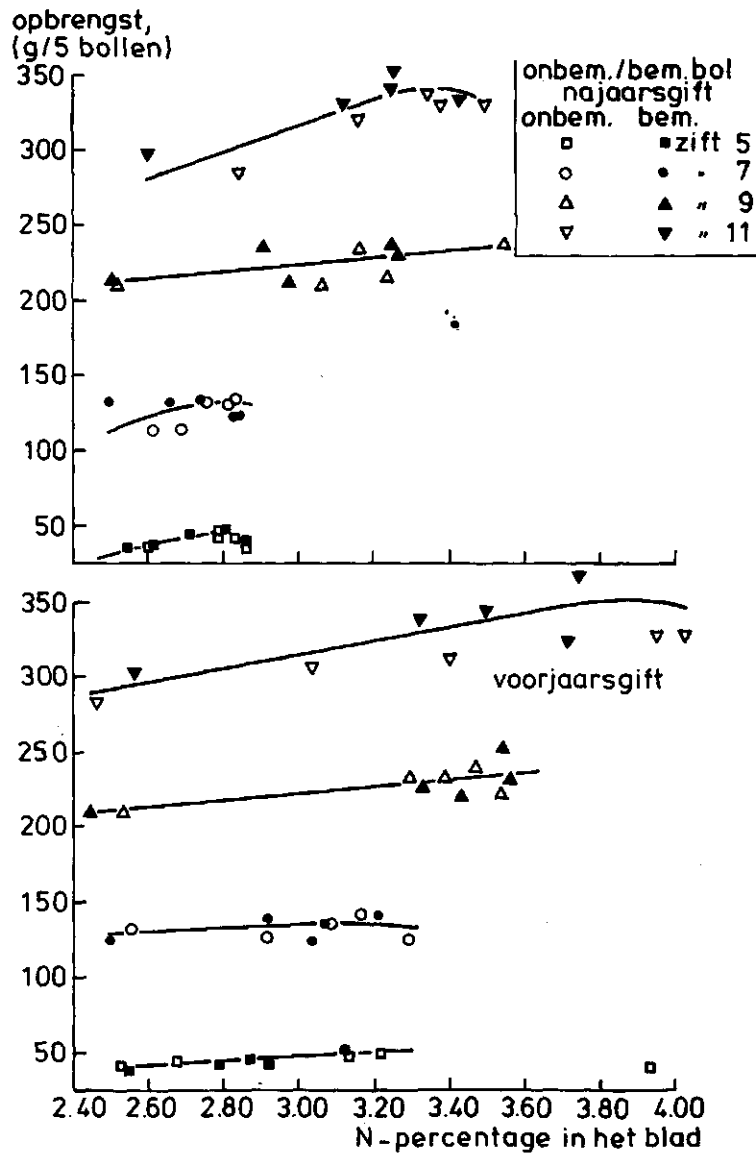 opbrengst,
(g/5 bollen)
350
300
250
200
150
100
50
onbem./bem.bol
najaarsgift
onbem. bem.
zift 5
" 7
" 9
" 11
350
300
250
200
150
100
50
voorjaarsgift
2.40 2.60 2.80 3.00 3.20 3.40 3.60 3.80 4.00
N-percentage in het blad